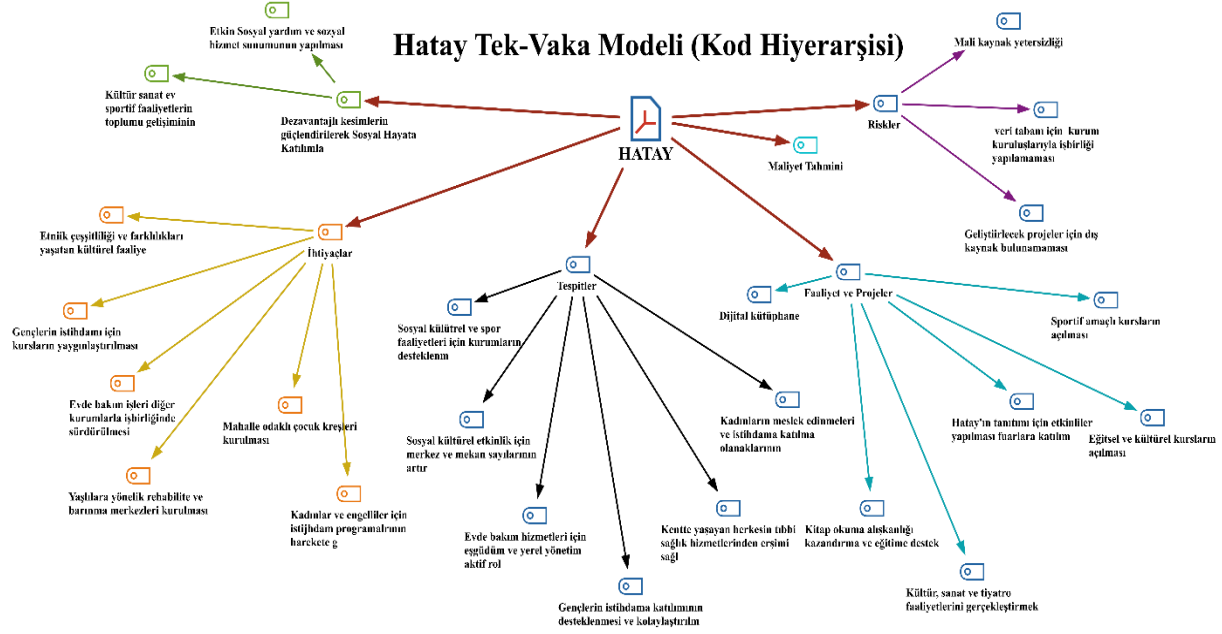 Hatay Tek-Vaka Modeli (Kod Hiyerarşisi)
Etkin Sosyal yardım ve sozyal
hizmet sunumunun yapılması
Kültür sanat ev
sportif faaliyetlerin
toplumu gelişiminin
Dezavantajlı kesimlerin
güçlendirilerek Sosyal Hayata
Katılımla
HATAY
Maliyet Tahmini
Riskler
Mali kaynak yetersizliği
veri tabanı için kurum
kuruluşlarıyla işbirliği
yapılamaması
Geliştiirlecek projeler için dış
kaynak bulunamaması
İhtiyaçlar
Etniik çeşşitliliği ve farklılıkları
yaşatan kültürel faaliye
Gençlerin istihdamı için
kursların yaygınlaştırılması
Evde bakım işleri diğer
kurumlarla işbirliğinde
sürdürülmesi
Mahalle odaklı çocuk kreşleri
kurulması
Yaşlılara yönelik rehabilite ve
barınma merkezleri kurulması
Kadınlar ve engelliler için
istijhdam programalrının
harekete g
Tespitler
Sosyal külütrel ve spor
faaliyetleri için kurumların
desteklenm
Sosyal kültürel etkinlik için
merkez ve mekan sayılarının
artır
Evde bakım hizmetleri için
eşgüdüm ve yerel yönetim
aktif rol
Gençlerin istihdama katılımının
desteklenmesi ve kolaylaştırılm
Kentte yaşayan herkesin tıbbi
sağlık hizmetlerinden erşimi
sağl
Kadınların meslek edinmeleri
ve istihdama katılma
olanaklarının
Faaliyet ve Projeler
Dijital kütüphane
Sportif amaçlı kursların
açılması
Hatay'ın tanıtımı için etkinliler
yapılması fuarlara katılım
Eğitsel ve kültürel kursların
açılması
Kitap okuma alışkanlığı
kazandırma ve eğitime destek
Kültür, sanat ve tiyatro
faaliyetlerini gerçekleştirmek